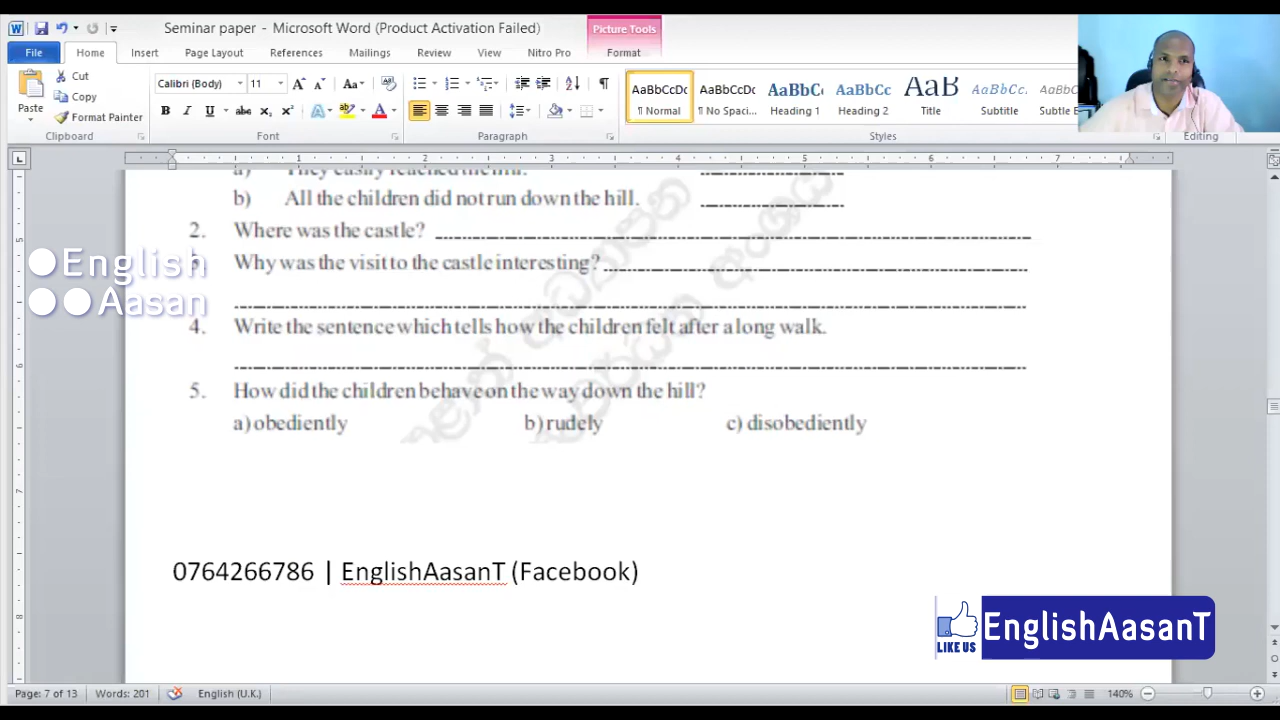 Seminar paper - Microsoft Word (Product Activation Failed)
Picture Tools
File Home Insert Page Layout References Mailings Review View Nitro Pro Format
Paste
Cut
Copy
Format Painter
Calibri (Body) 11
AaBbCcDc AaBbCcDc AaBbC AaBbCc AaB AaBbCc. AaBbCc
¶ Normal ¶ No Spaci... Heading 1 Heading 2 Title Subtitle Subtle E
Clipboard Font Paragraph Styles Editing
a) They easily reached the hill.
b) All the children did not run down the hill.
2. Where was the castle?
English
Why was the visit to the castle interesting?
Aasan
4. Write the sentence which tells how the children felt after a long walk.
5. How did the children behave on the way down the hill?
a) obediently b) rudely c) disobediently
0764266786 | EnglishAasanT (Facebook)
LIKE US
EnglishAasanT
Page: 7 of 13 Words: 201 English (U.K.) 140%